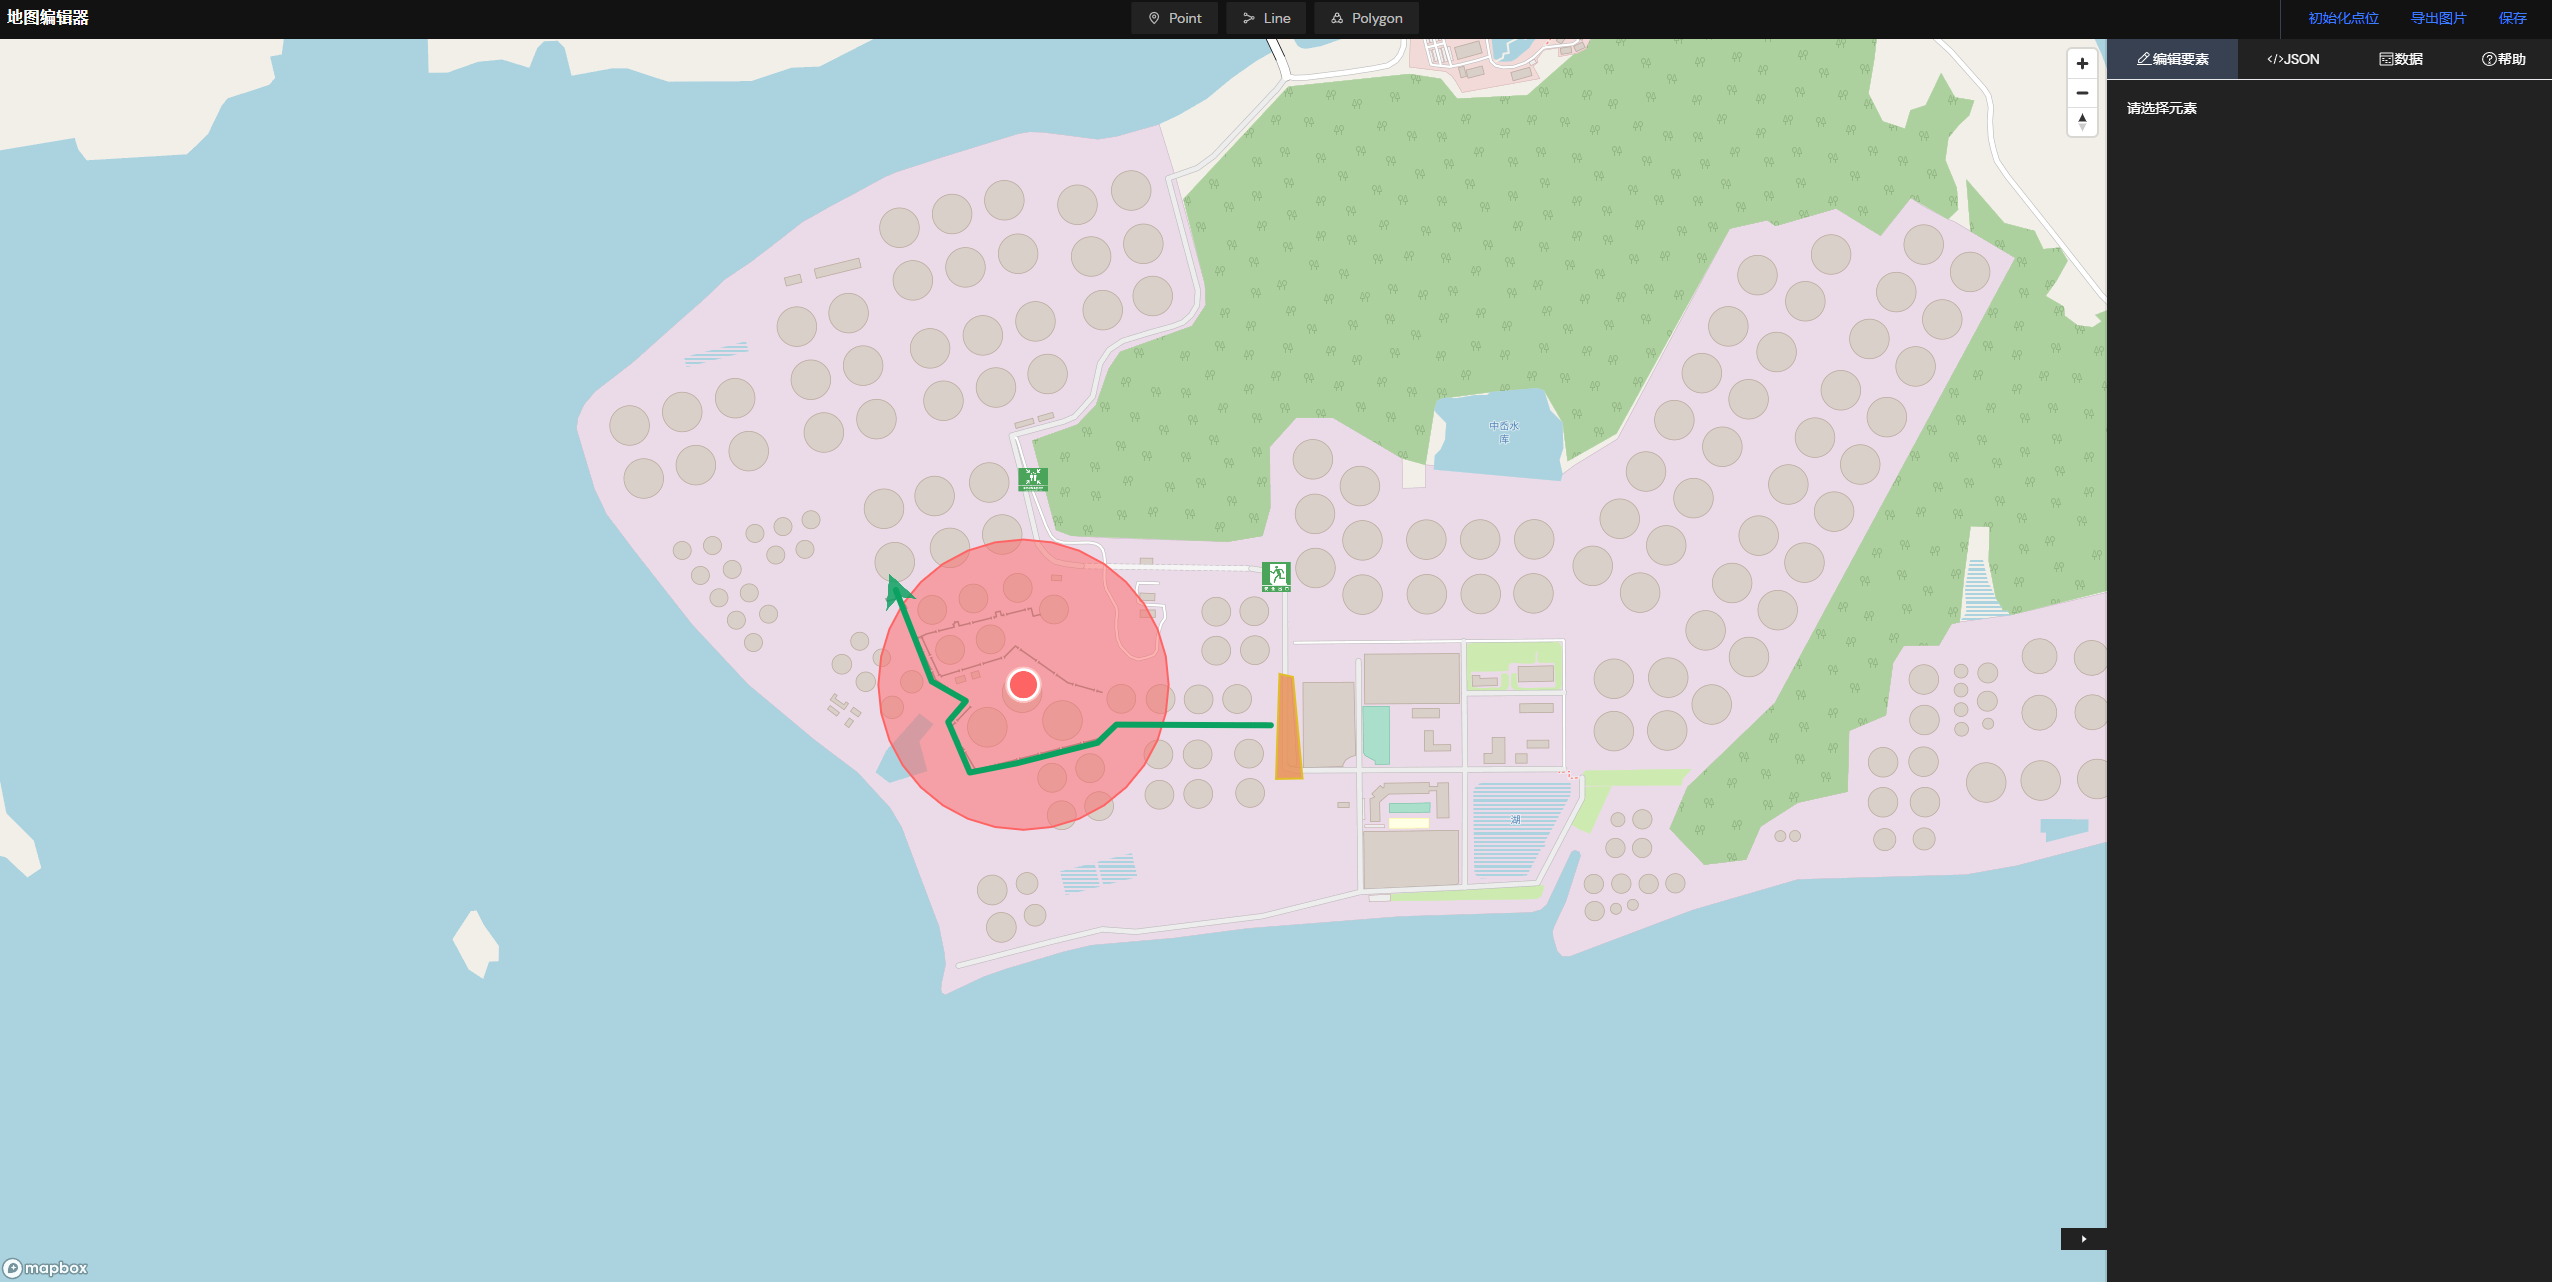 地图编辑器
Point
Line
Polygon
初始化点位
导出图片
保存
编辑要素
</>JSON
数据
帮助
请选择元素
中岙水
库
湖
mapbox